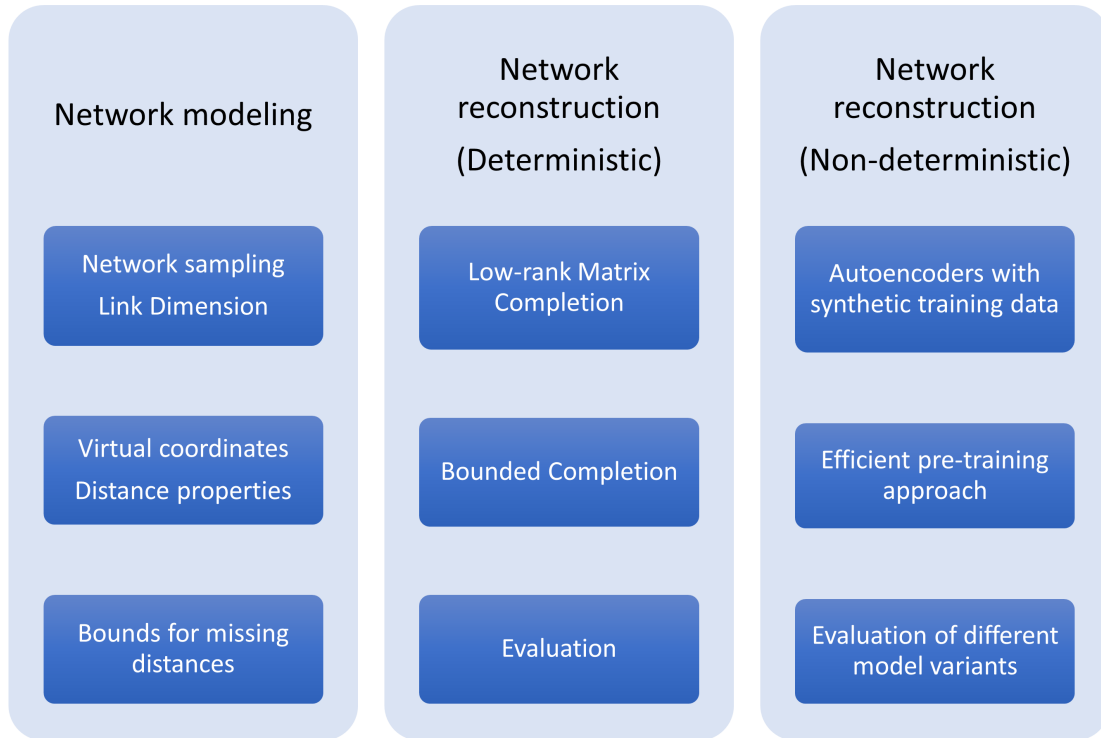 Network modeling
Network sampling
Link Dimension
Virtual coordinates
Distance properties
Bounds for missing
distances
Network
reconstruction
(Deterministic)
Low-rank Matrix
Completion
Bounded Completion
Evaluation
Network
reconstruction
(Non-deterministic)
Autoencoders with
synthetic training data
Efficient pre-training
approach
Evaluation of different
model variants